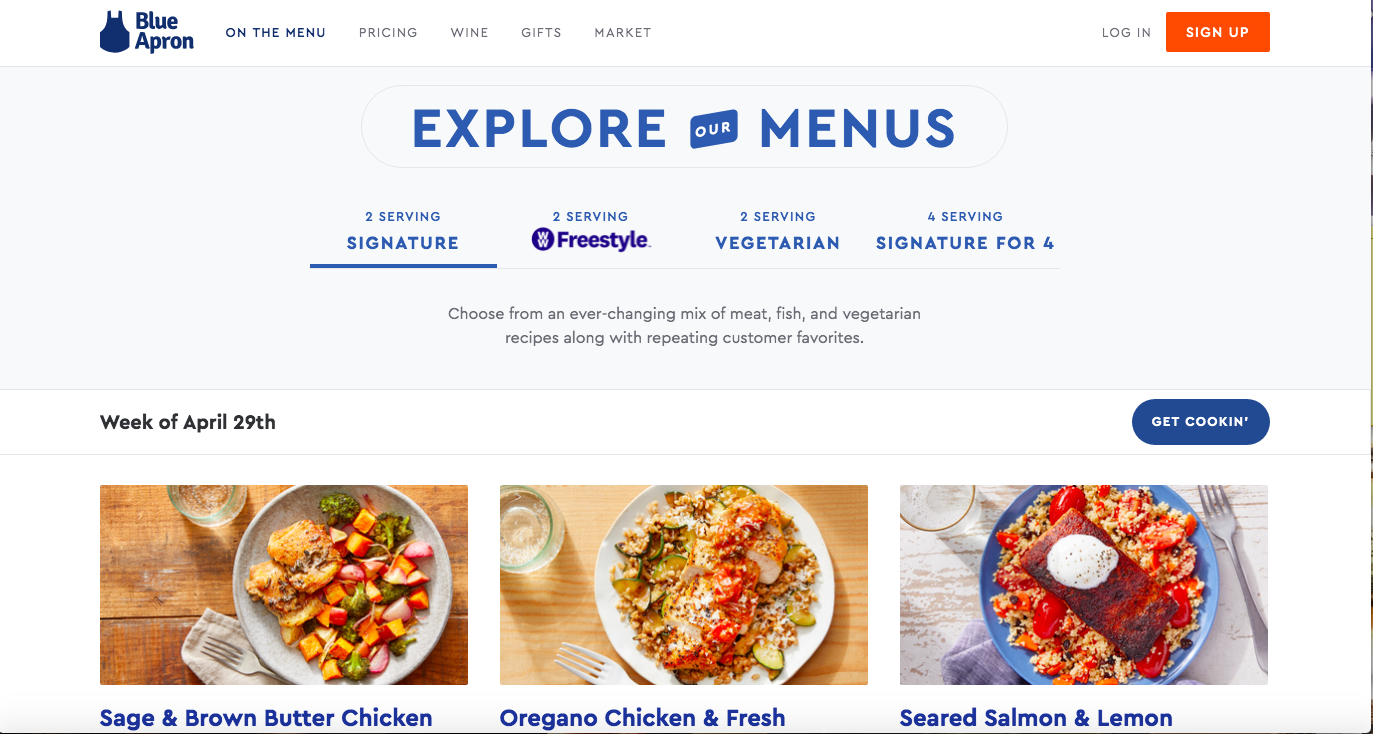 Blue
Apron
ON THE MENU PRICING WINE GIFTS MARKET LOG IN SIGN UP
EXPLORE OUR MENUS
2 SERVING 2 SERVING 2 SERVING 4 SERVING
SIGNATURE WW Freestyle VEGETARIAN SIGNATURE FOR 4
Choose from an ever-changing mix of meat, fish, and vegetarian
recipes along with repeating customer favorites.
Week of April 29th GET COOKIN'
Sage & Brown Butter Chicken Oregano Chicken & Fresh Seared Salmon & Lemon